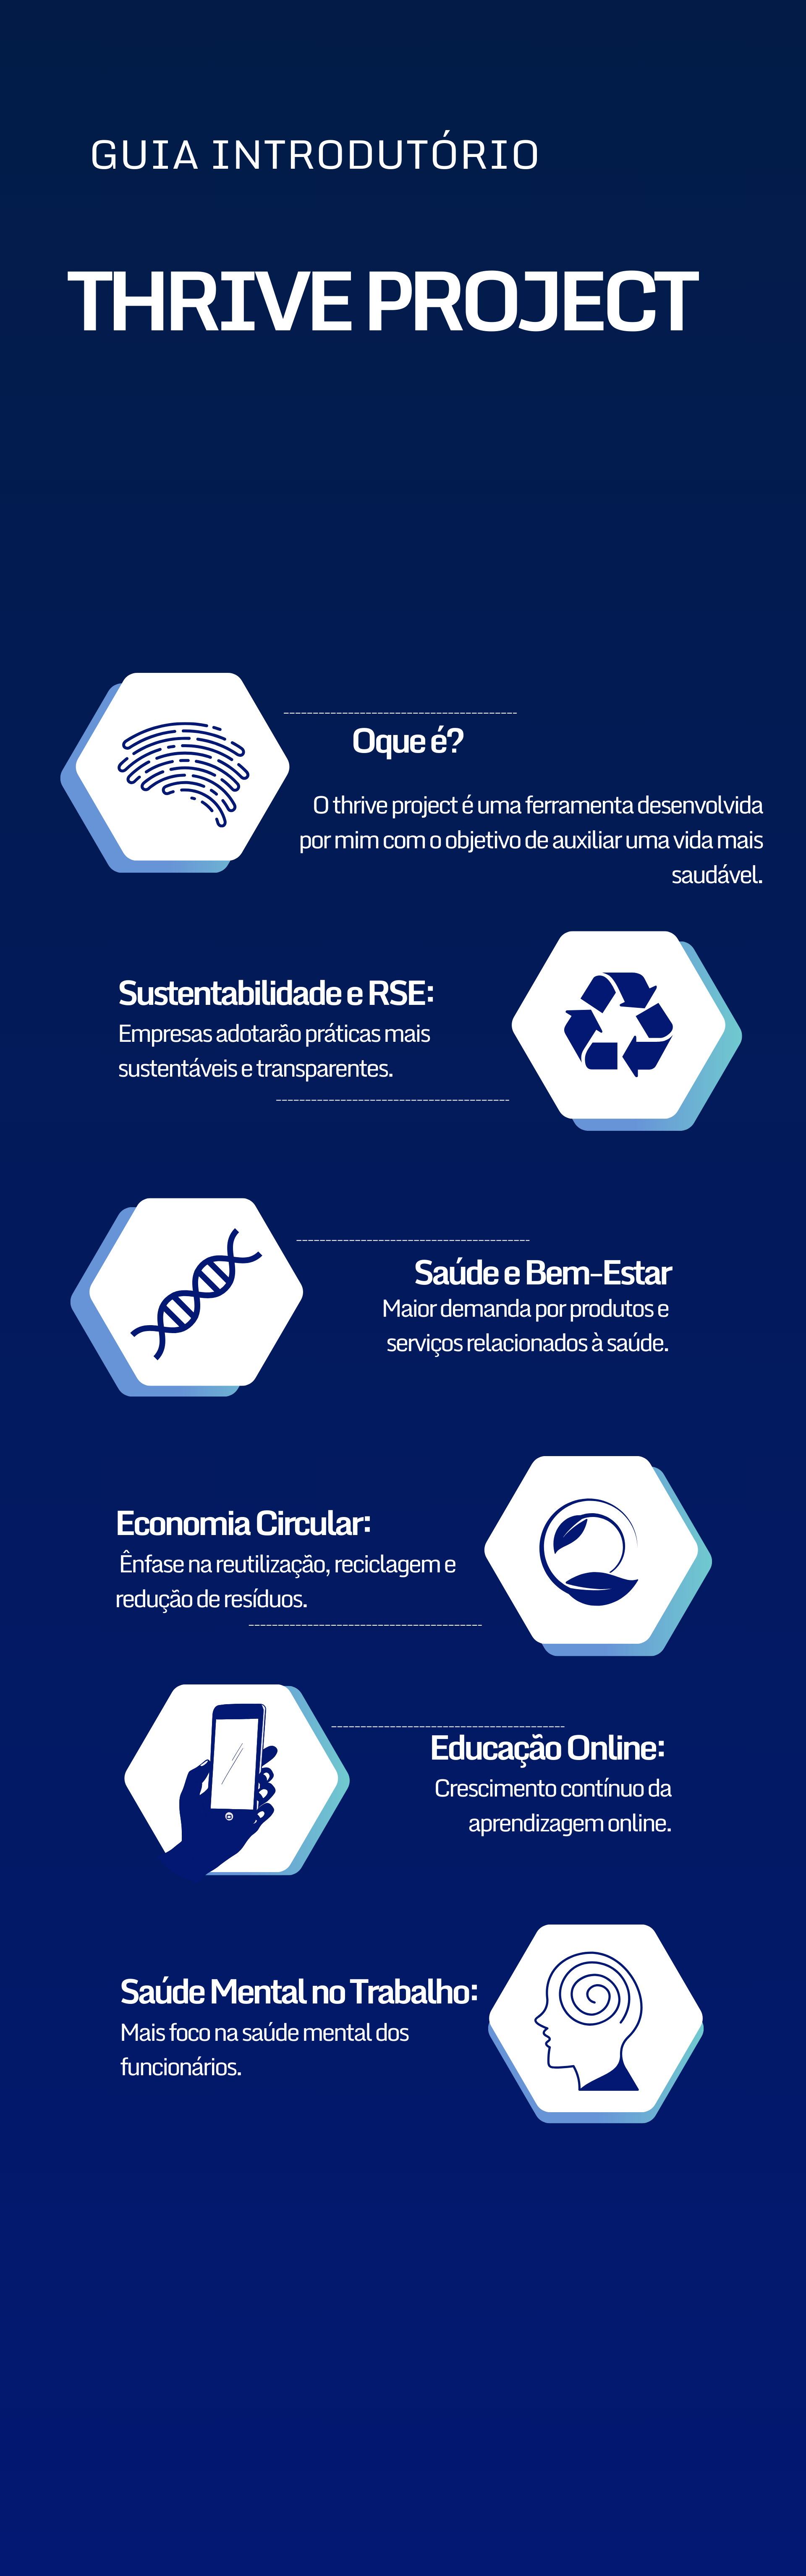 GUIA INTRODUTÓRIO
THRIVE PROJECT
Oque é?
O thrive project é uma ferramenta desenvolvida
por mim com o objetivo de auxiliar uma vida mais
saudável.
Sustentabilidade e RSE:
Empresas adotarão práticas mais
sustentáveis e transparentes.
Saúde e Bem-Estar
Maior demanda por produtos e
serviços relacionados à saúde.
Economia Circular:
Ênfase na reutilização, reciclagem e
redução de resíduos.
Educação Online:
Crescimento contínuo da
aprendizagem online.
Saúde Mental no Trabalho:
Mais foco na saúde mental dos
funcionários.